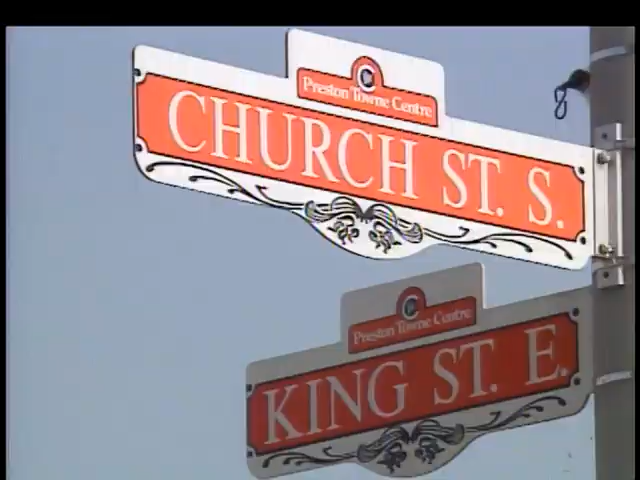 Preston Towne Centre
CHURCH ST. S.
Preston Towne Centre
KING ST. E.